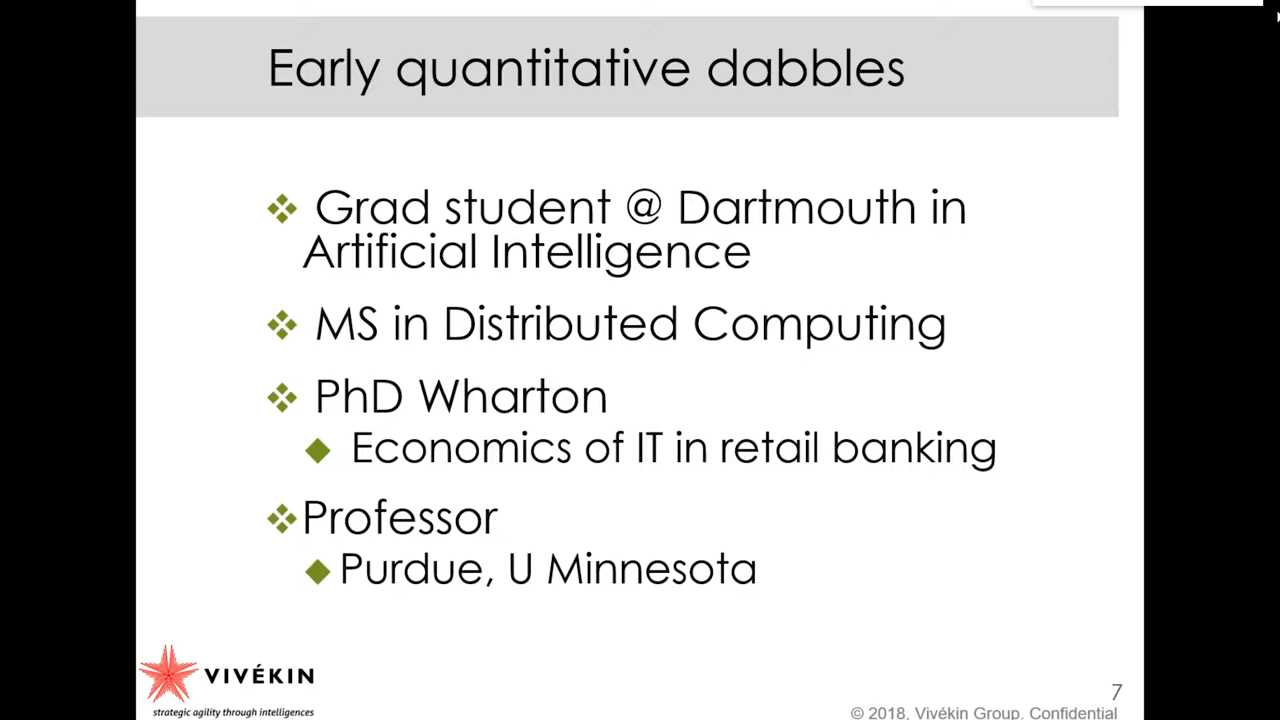 Early quantitative dabbles
Grad student @ Dartmouth in
Artificial Intelligence
MS in Distributed Computing
PhD Wharton
Economics of IT in retail banking
Professor
Purdue, U Minnesota
VIVÉKIN
strategic agility through intelligences
7
© 2018, Vivékin Group, Confidential